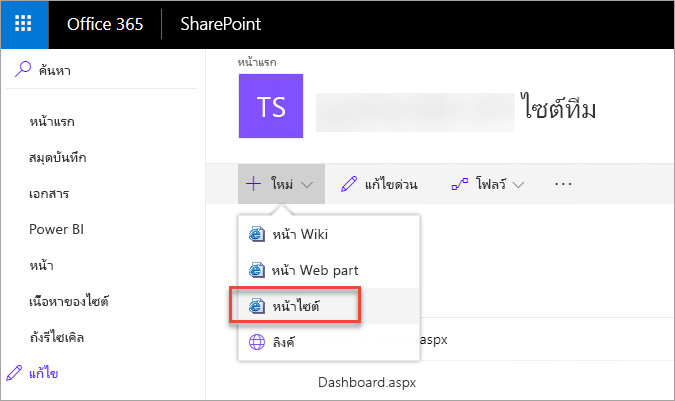 Office 365 SharePoint
ค้นหา
หน้าแรก
สมุดบันทึก
เอกสาร
Power BI
หน้า
เนื้อหาของไซต์
ถังรีไซเคิล
แก้ไข
หน้าแรก
TS
ไซต์ทีม
ใหม่ แก้ไขด่วน โฟลว์ ...
หน้า Wiki
หน้า Web part
หน้าไซต์
ลิงค์
.aspx
Dashboard.aspx